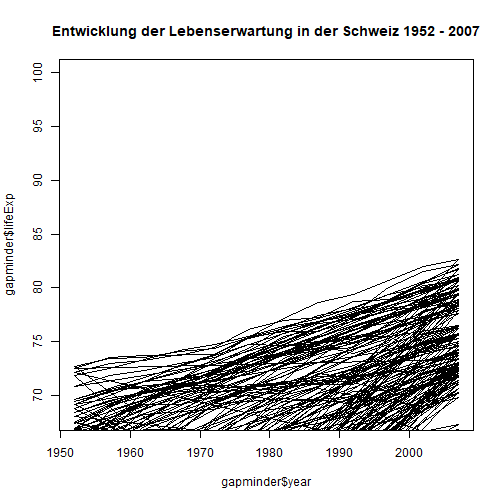 Entwicklung der Lebenserwartung in der Schweiz 1952 - 2007
100
95
90
85
80
75
70
gapminder$lifeExp
1950 1960 1970 1980 1990 2000
gapminder$year